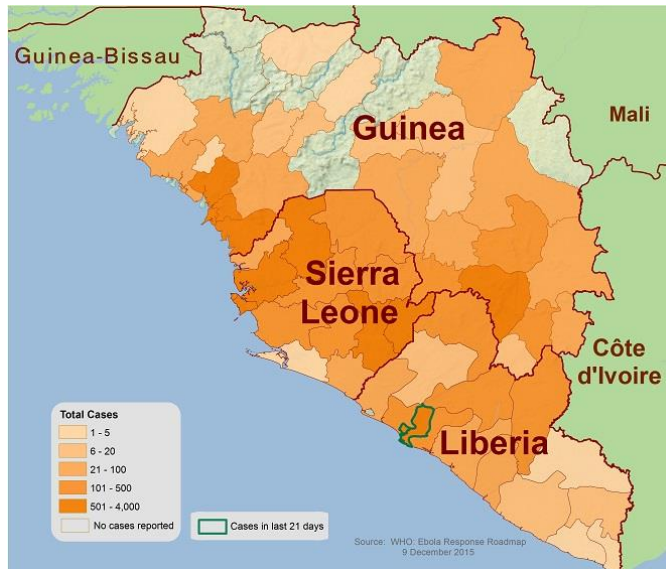 Guinea-Bissau
Guinea
Mali
Sierra
Leone
Côte
d'Ivoire
Liberia
Total Cases
1 - 5
6 - 20
21 - 100
101 - 500
501 - 4,000
No cases reported
Cases in last 21 days
Source: WHO: Ebola Response Roadmap
9 December 2015